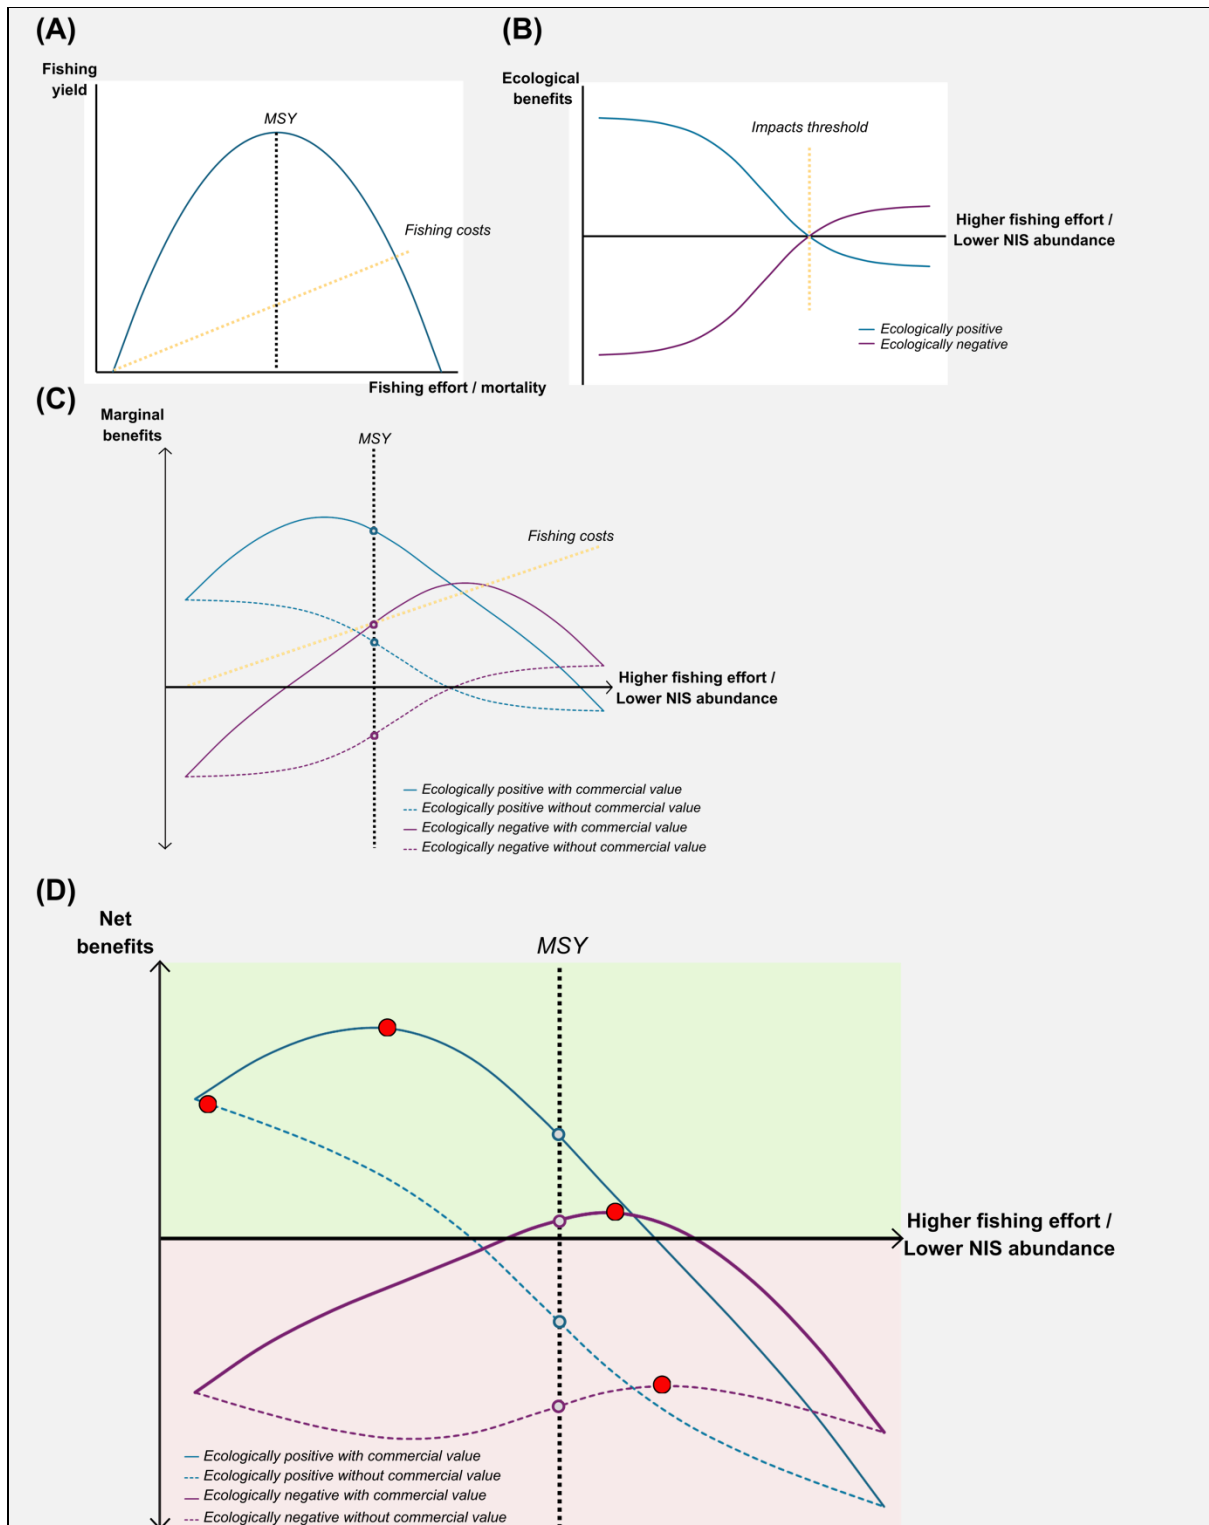 (A)
Fishing
yield
MSY
Fishing costs
Fishing effort / mortality
(B)
Ecological
benefits
Impacts threshold
Higher fishing effort /
Lower NIS abundance
Ecologically positive
Ecologically negative
(C)
Marginal
benefits
MSY
Fishing costs
Higher fishing effort /
Lower NIS abundance
Ecologically positive with commercial value
Ecologically positive without commercial value
Ecologically negative with commercial value
Ecologically negative without commercial value
(D)
Net
benefits
MSY
Higher fishing effort /
Lower NIS abundance
Ecologically positive with commercial value
Ecologically positive without commercial value
Ecologically negative with commercial value
Ecologically negative without commercial value